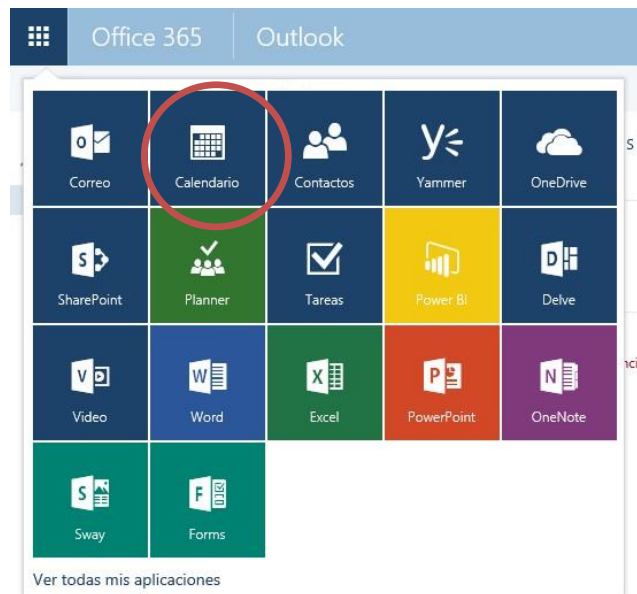 Office 365 Outlook
Correo Calendario Contactos Yammer OneDrive
SharePoint Planner Tareas Power BI Delve
Video Word Excel PowerPoint OneNote
Sway Forms
Ver todas mis aplicaciones